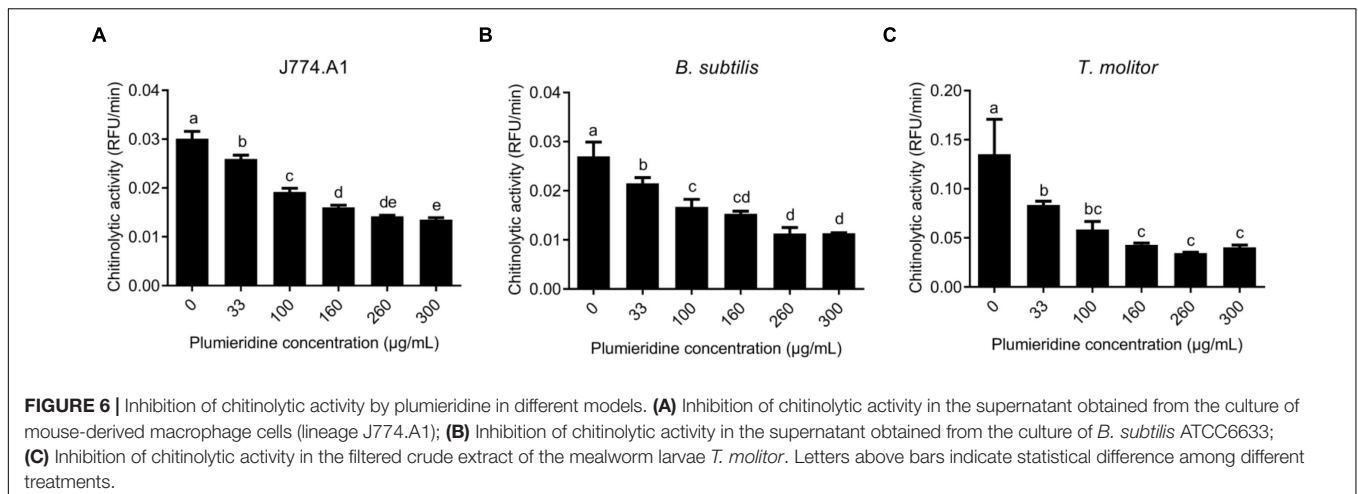 A
J774.A1
Chitinolytic activity (RFU/min)
0.04
0.03
0.02
0.01
0.00
a
b
c
d
de
e
0
33
100
160
260
300
Plumieridine concentration (µg/mL)
B
B. subtilis
Chitinolytic activity (RFU/min)
0.04
0.03
0.02
0.01
0.00
a
b
c
cd
d
d
0
33
100
160
260
300
Plumieridine concentration (µg/mL)
C
T. molitor
Chitinolytic activity (RFU/min)
0.20
0.15
0.10
0.05
0.00
a
b
bc
c
c
c
0
33
100
160
260
300
Plumieridine concentration (µg/mL)
FIGURE 6 | Inhibition of chitinolytic activity by plumieridine in different models. (A) Inhibition of chitinolytic activity in the supernatant obtained from the culture of
mouse-derived macrophage cells (lineage J774.A1); (B) Inhibition of chitinolytic activity in the supernatant obtained from the culture of B. subtilis ATCC6633;
(C) Inhibition of chitinolytic activity in the filtered crude extract of the mealworm larvae T. molitor. Letters above bars indicate statistical difference among different
treatments.